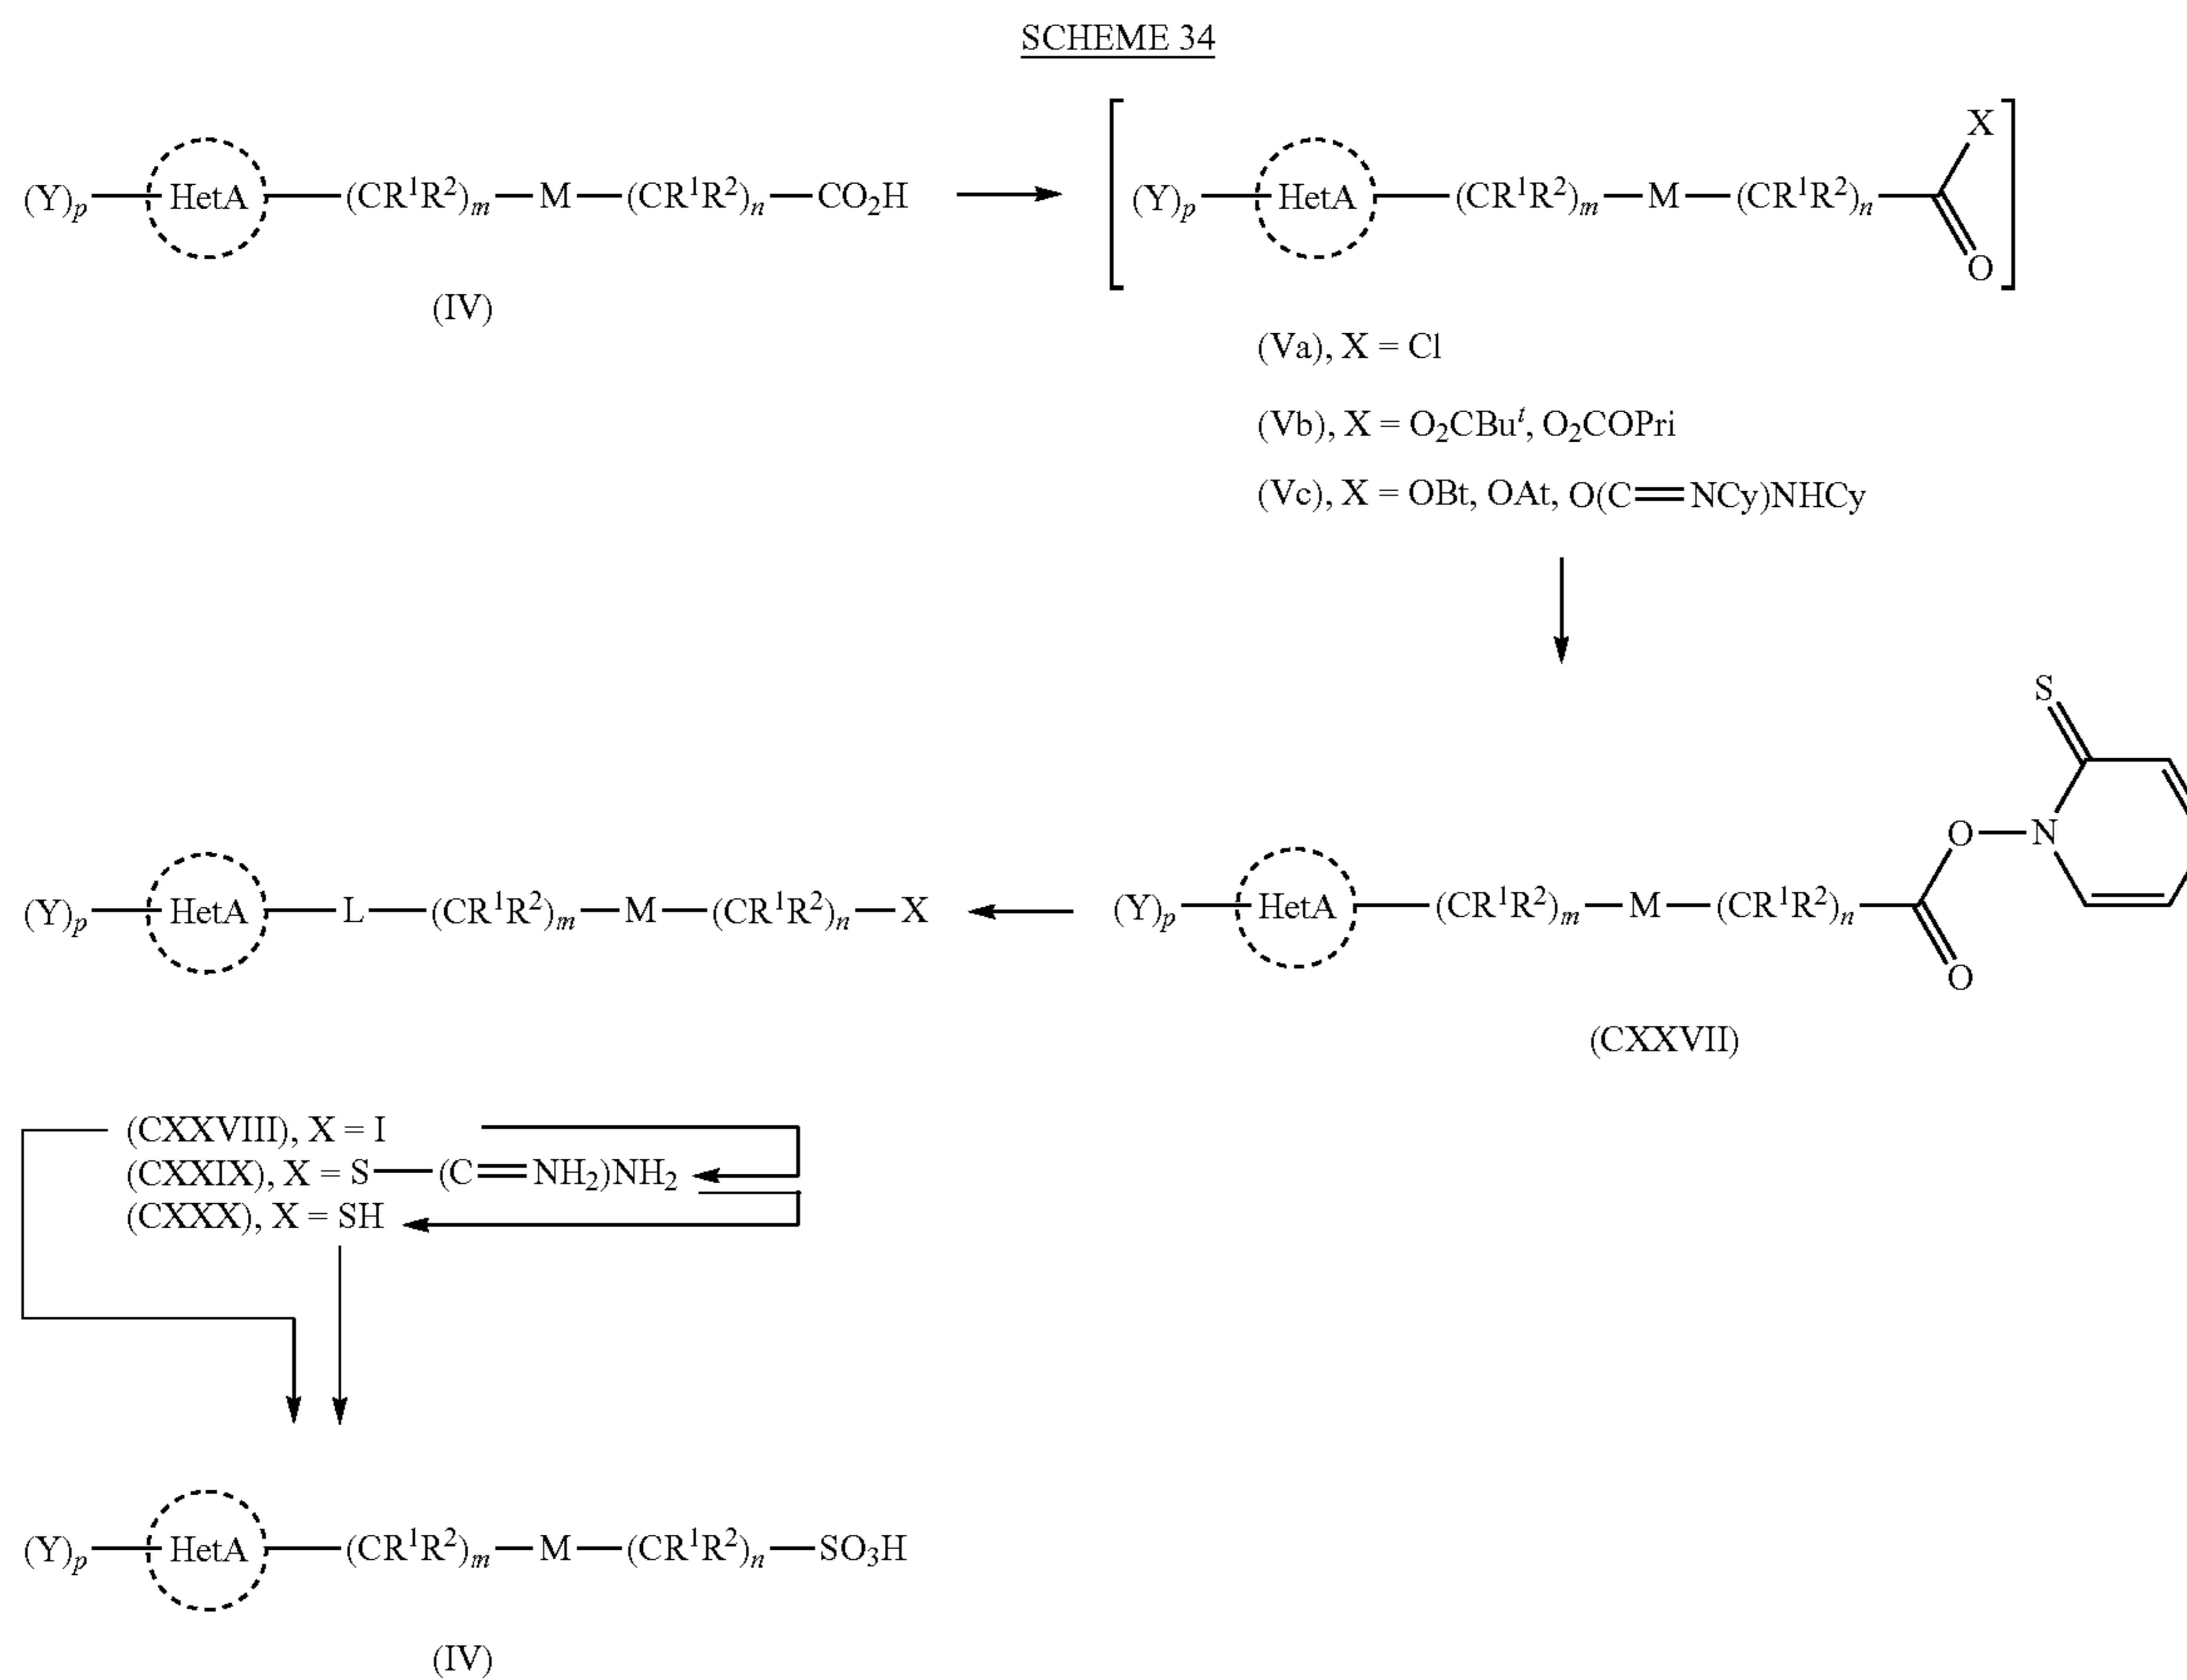 SCHEME 34
(Y)p HetA (CR¹R²)m M (CR¹R²)n CO₂H
(Y)p HetA (CR¹R²)m M (CR¹R²)n X O
(IV)
(Va), X = Cl
(Vb), X = O₂CBuᵗ, O₂COPri
(Vc), X = OBt, OAt, O(C═NCy)NHCy
(Y)p HetA L (CR¹R²)m M (CR¹R²)n X
(Y)p HetA (CR¹R²)m M (CR¹R²)n O O N S
(CXXVII)
(CXXVIII), X = I
(CXXIX), X = S—(C═NH₂)NH₂
(CXXX), X = SH
(Y)p HetA (CR¹R²)m M (CR¹R²)n SO₃H
(IV)